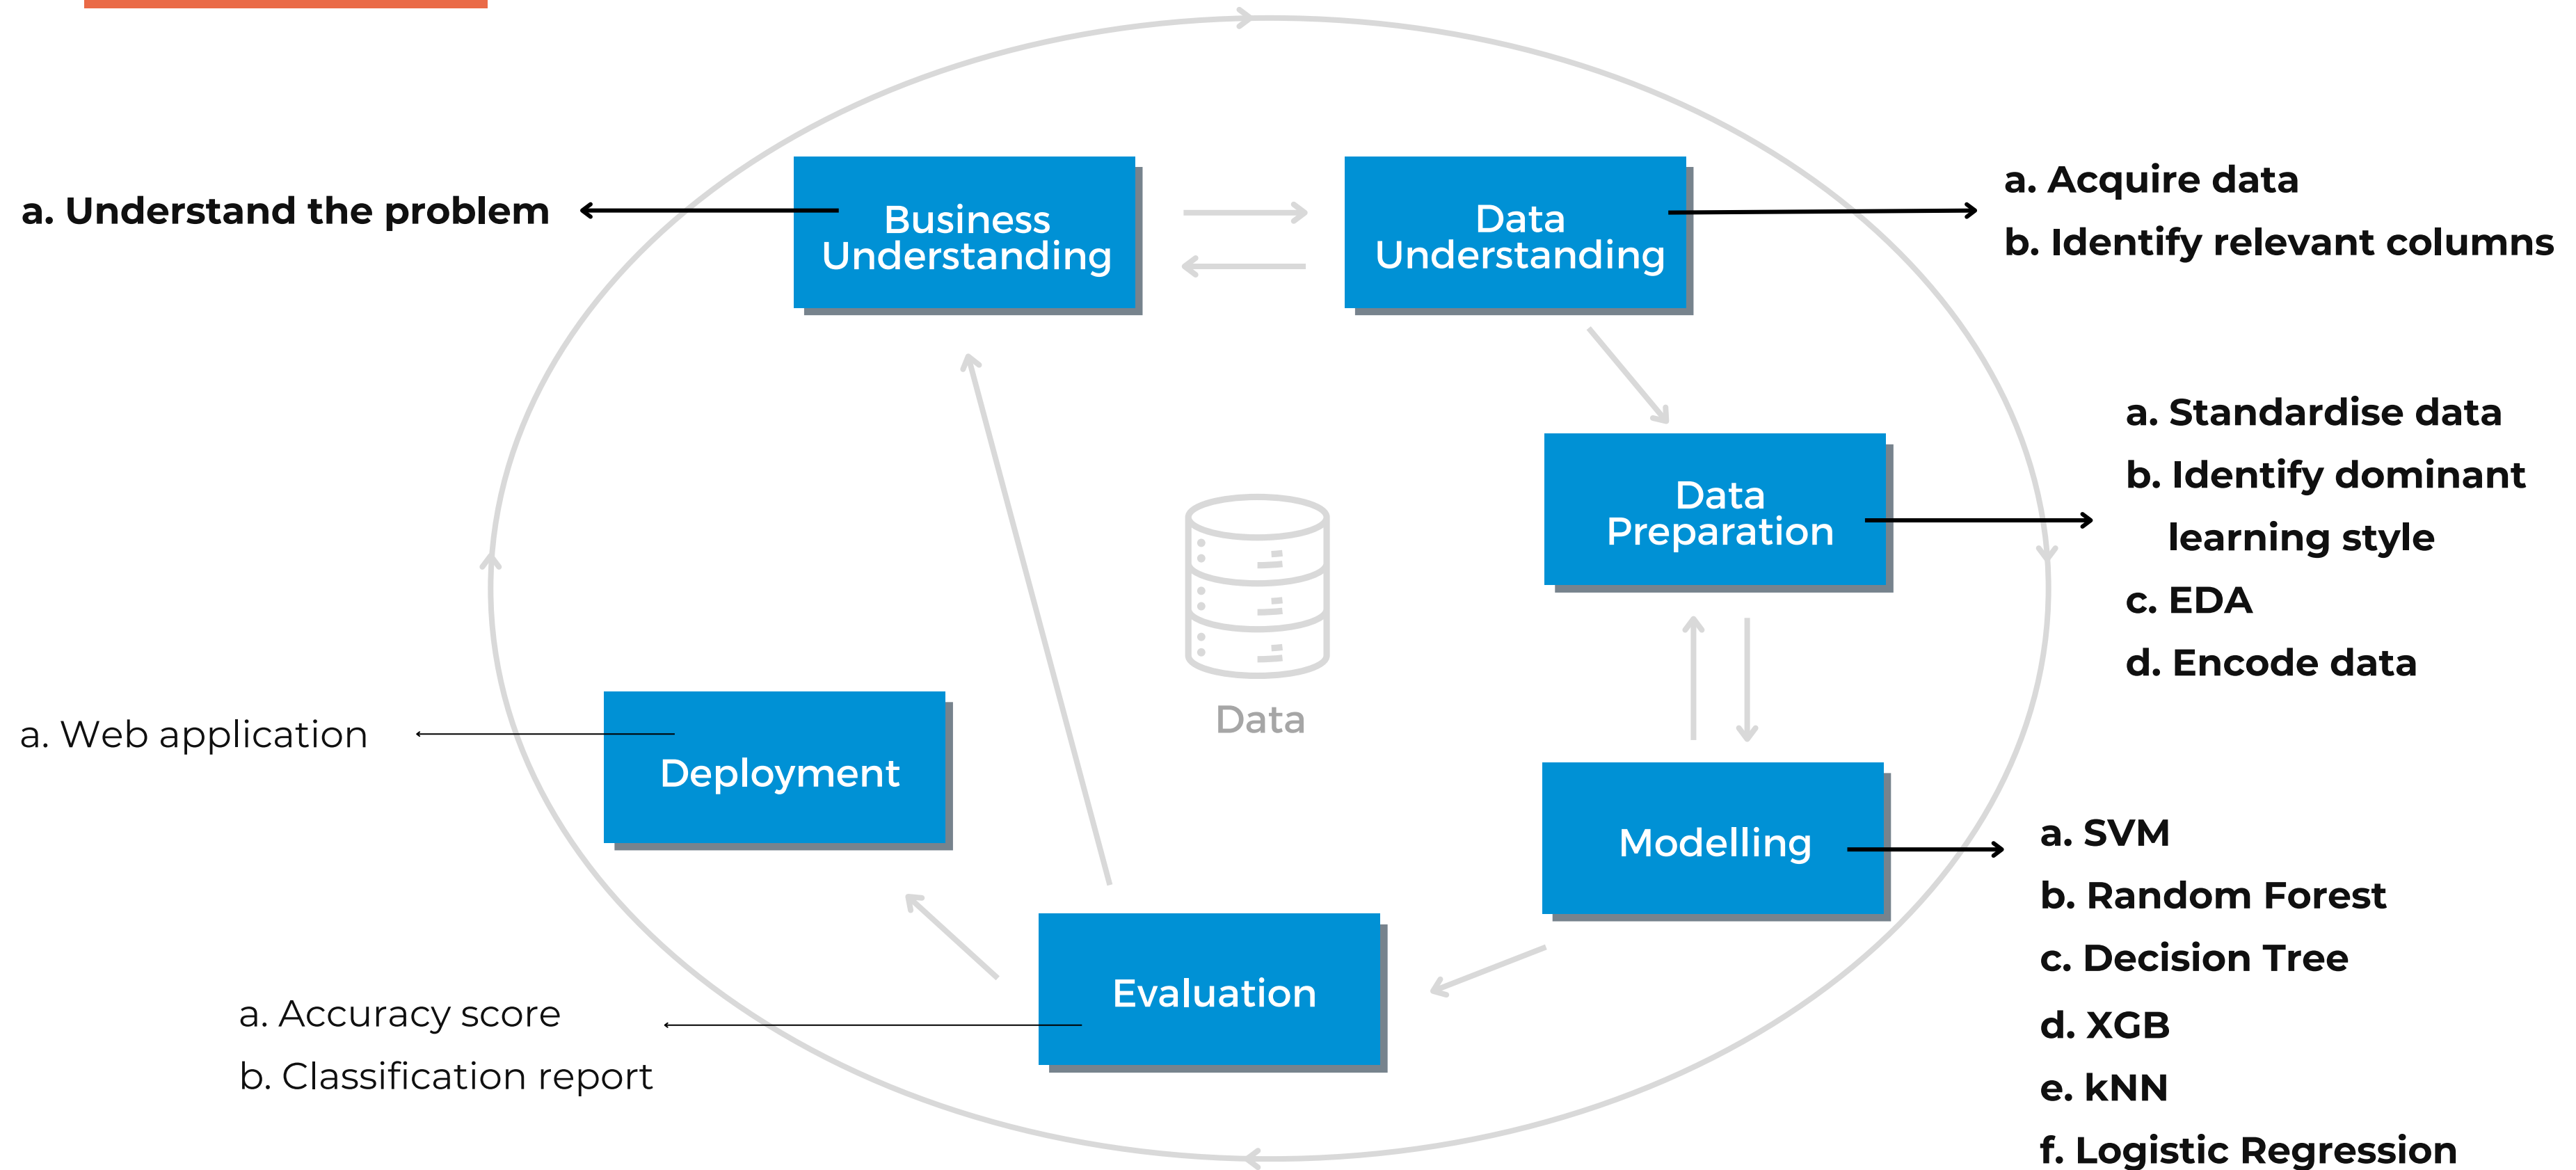 a. Understand the problem
Business
Understanding
Data
Understanding
a. Acquire data
b. Identify relevant columns
Data
Preparation
a. Standardise data
b. Identify dominant
learning style
c. EDA
d. Encode data
Data
a. Web application
Deployment
Modelling
a. SVM
b. Random Forest
c. Decision Tree
d. XGB
e. kNN
f. Logistic Regression
Evaluation
a. Accuracy score
b. Classification report